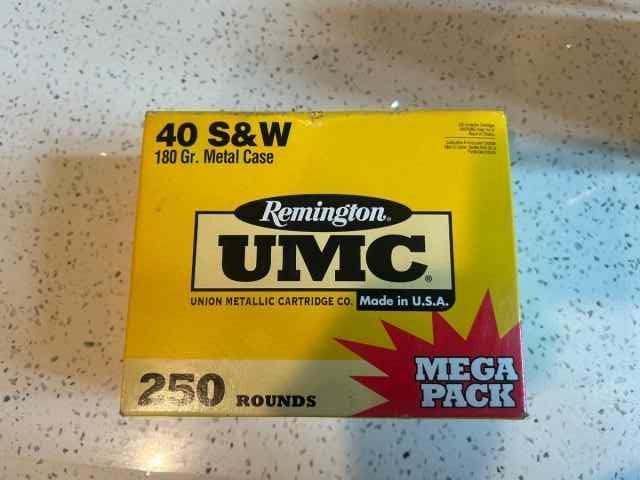 40 S&W
180 Gr. Metal Case
Remington®
UMC®
UNION METALLIC CARTRIDGE CO. Made in U.S.A.
MEGA
PACK
250 ROUNDS